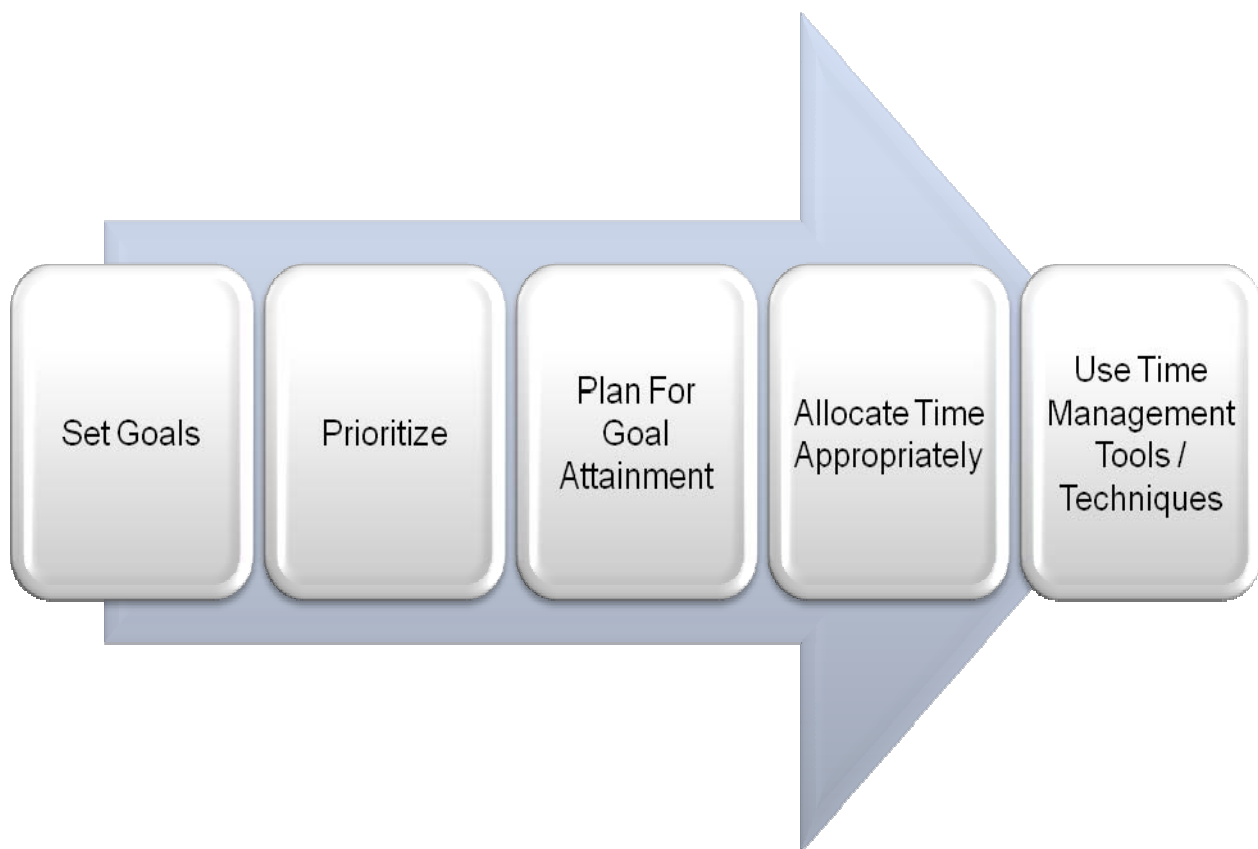 Set Goals
Prioritize
Plan For
Goal
Attainment
Allocate Time
Appropriately
Use Time
Management
Tools /
Techniques